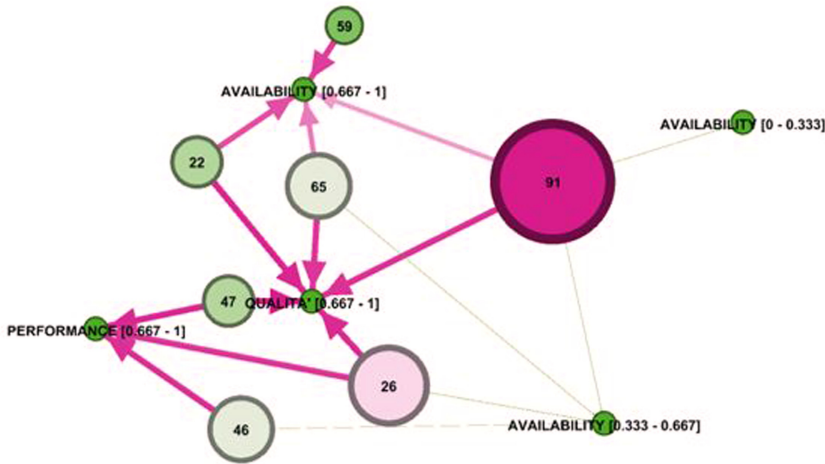 59
AVAILABILITY [0.667 - 1]
AVAILABILITY [0 - 0.333]
22
65
91
47
QUALITA' [0.667 - 1]
PERFORMANCE [0.667 - 1]
26
46
AVAILABILITY [0.333 - 0.667]